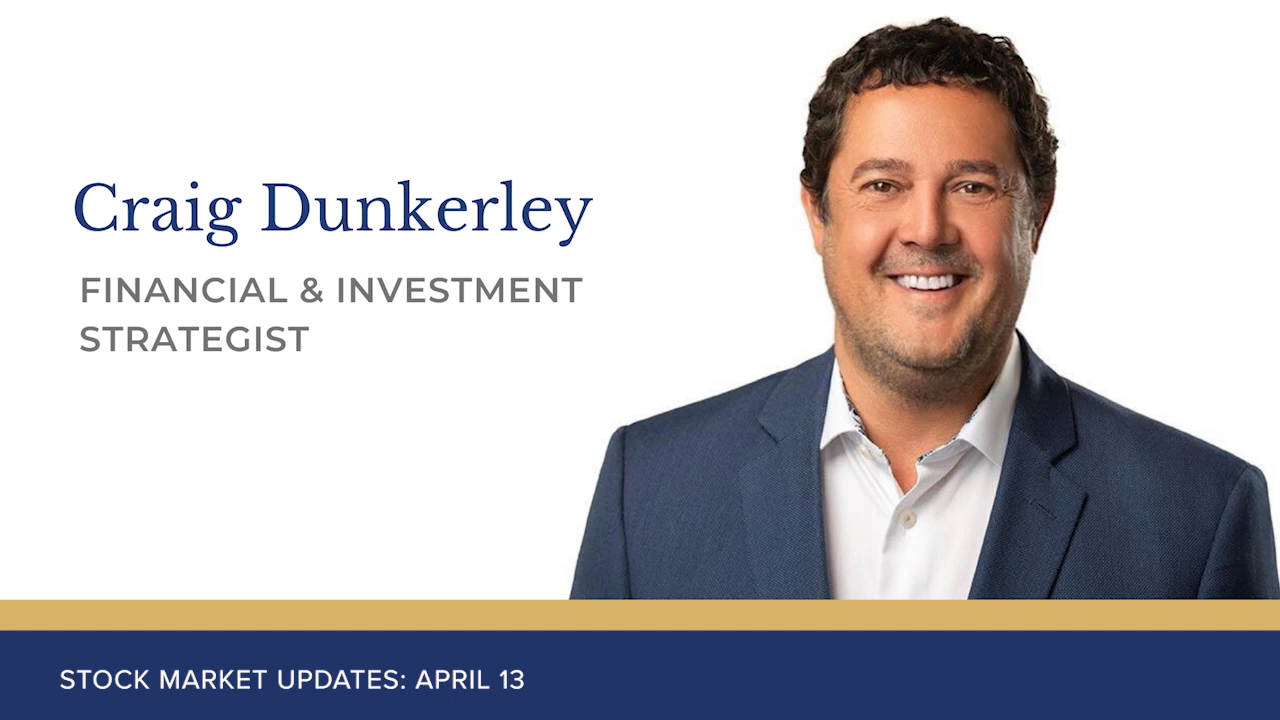 Craig Dunkerley
FINANCIAL & INVESTMENT
STRATEGIST
STOCK MARKET UPDATES: APRIL 13